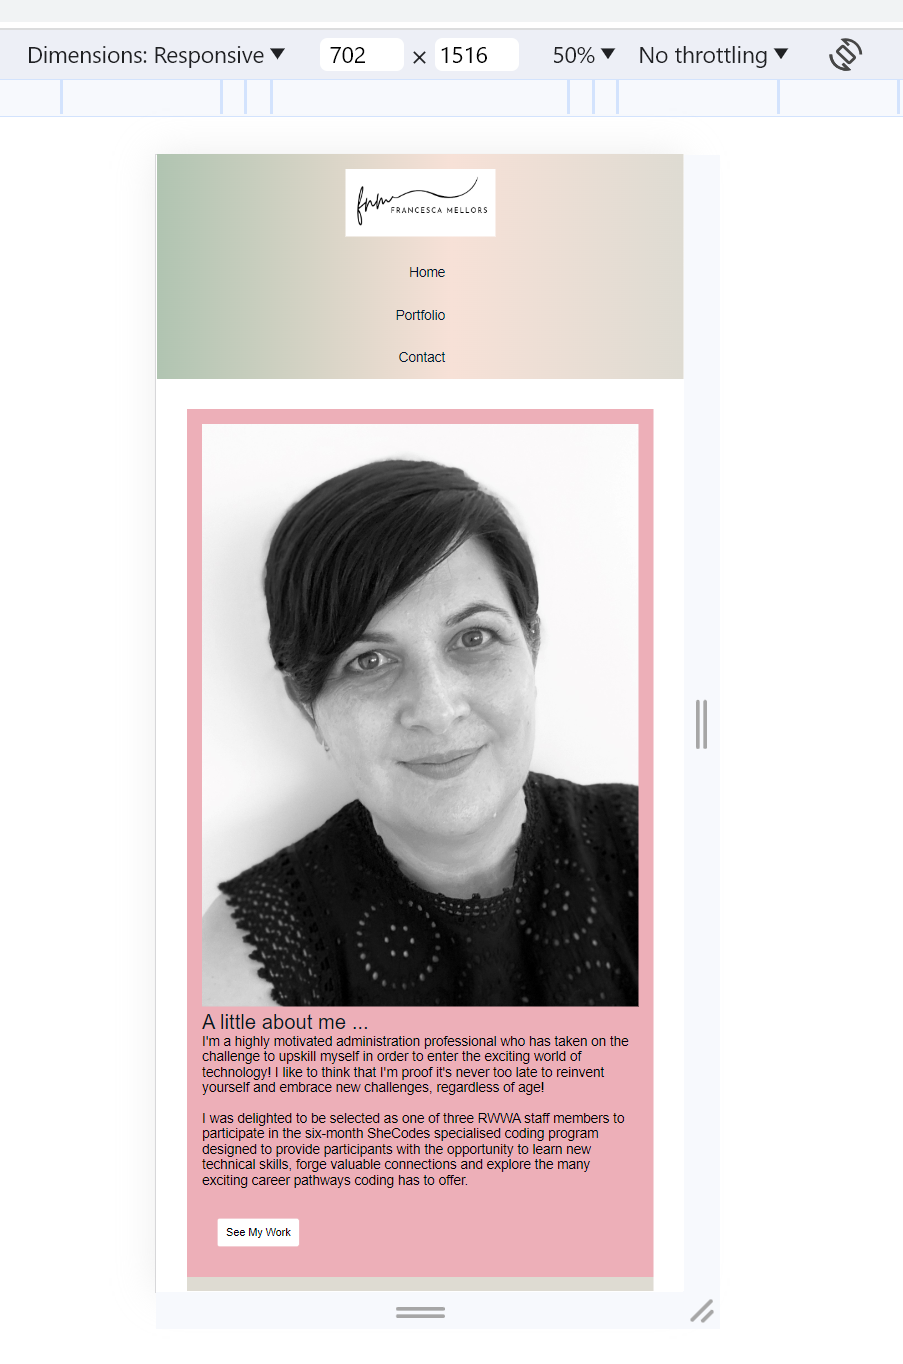 Dimensions: Responsive ▼ 702 × 1516 50% ▼ No throttling ▼
fnm
FRANCESCA MELLORS
Home
Portfolio
Contact
A little about me ...
I'm a highly motivated administration professional who has taken on the
challenge to upskill myself in order to enter the exciting world of
technology! I like to think that I'm proof it's never too late to reinvent
yourself and embrace new challenges, regardless of age!
I was delighted to be selected as one of three RWWA staff members to
participate in the six-month SheCodes specialised coding program
designed to provide participants with the opportunity to learn new
technical skills, forge valuable connections and explore the many
exciting career pathways coding has to offer.
See My Work